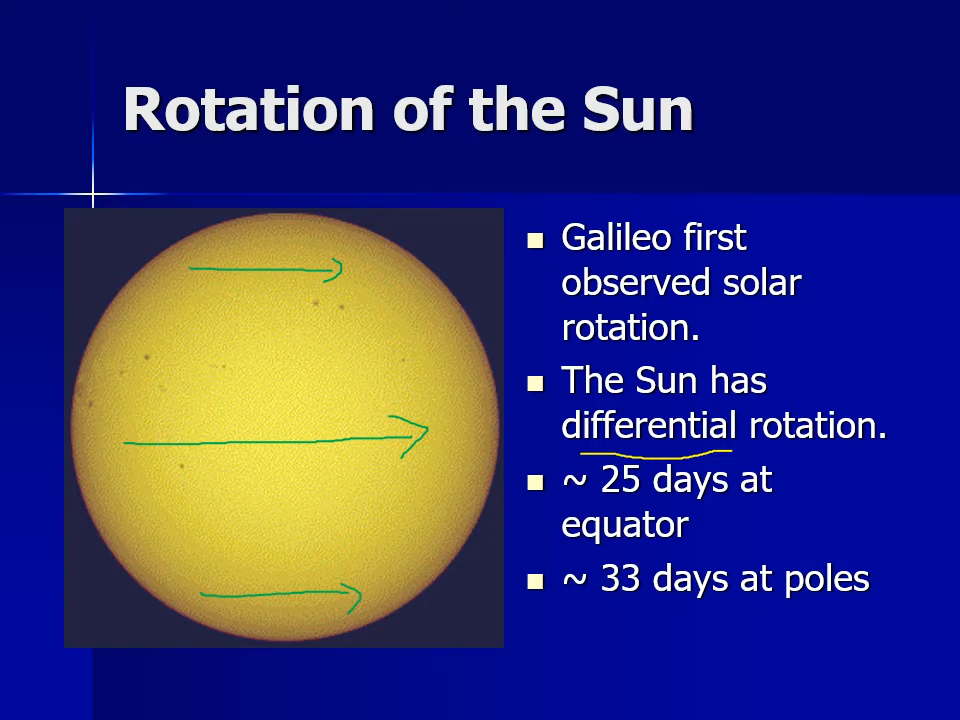 Rotation of the Sun
Galileo first
observed solar
rotation.
The Sun has
differential rotation.
~ 25 days at
equator
~ 33 days at poles